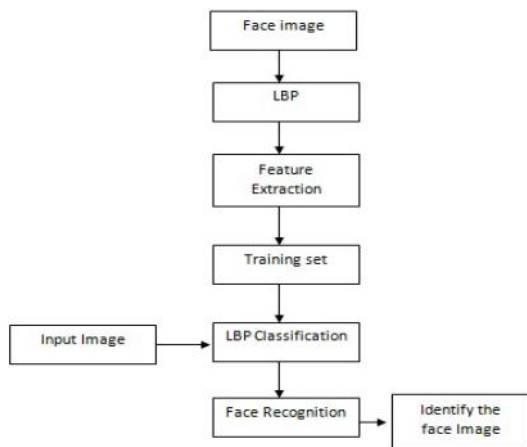 Face image
LBP
Feature
Extraction
Training set
Input Image
LBP Classification
Face Recognition
Identify the
face Image